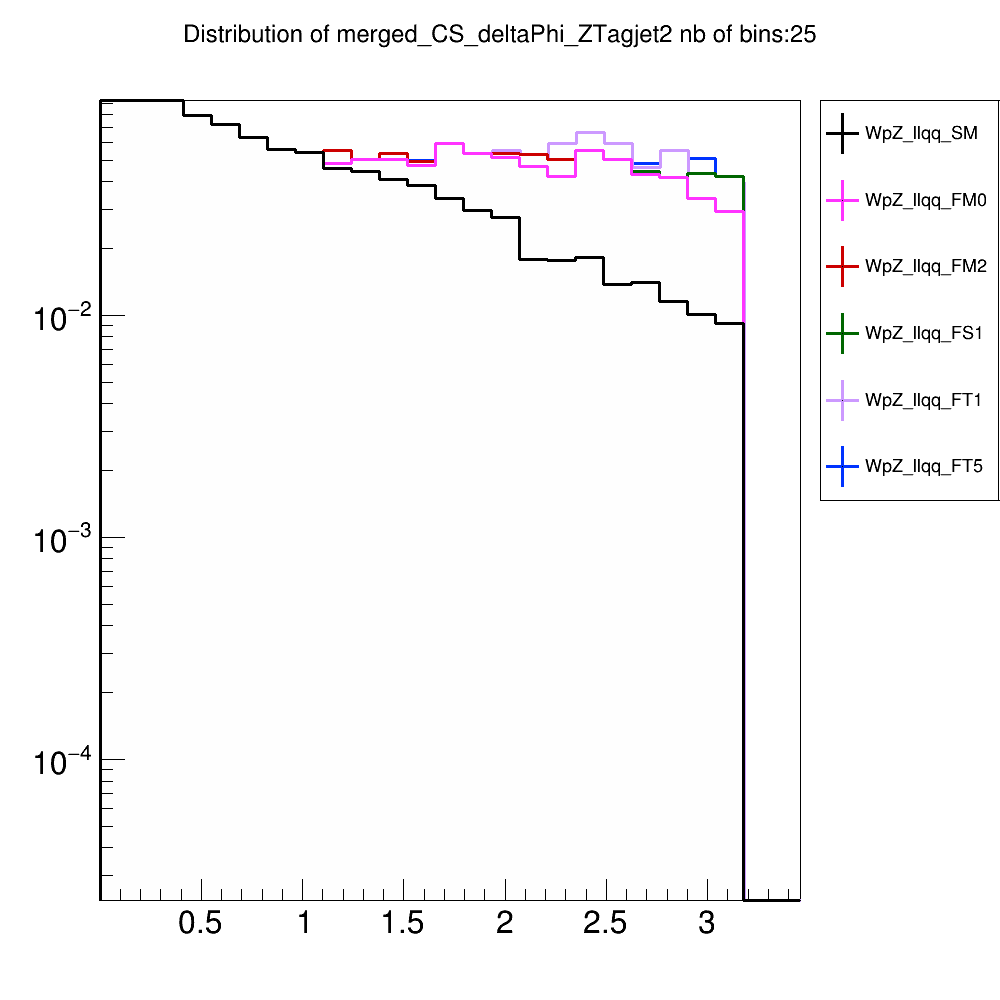 Distribution of merged_CS_deltaPhi_ZTagjet2 nb of bins:25
WpZ_llqq_SM
WpZ_llqq_FM0
WpZ_llqq_FM2
WpZ_llqq_FS1
WpZ_llqq_FT1
WpZ_llqq_FT5
10−2
10−3
10−4
0.5 1 1.5 2 2.5 3